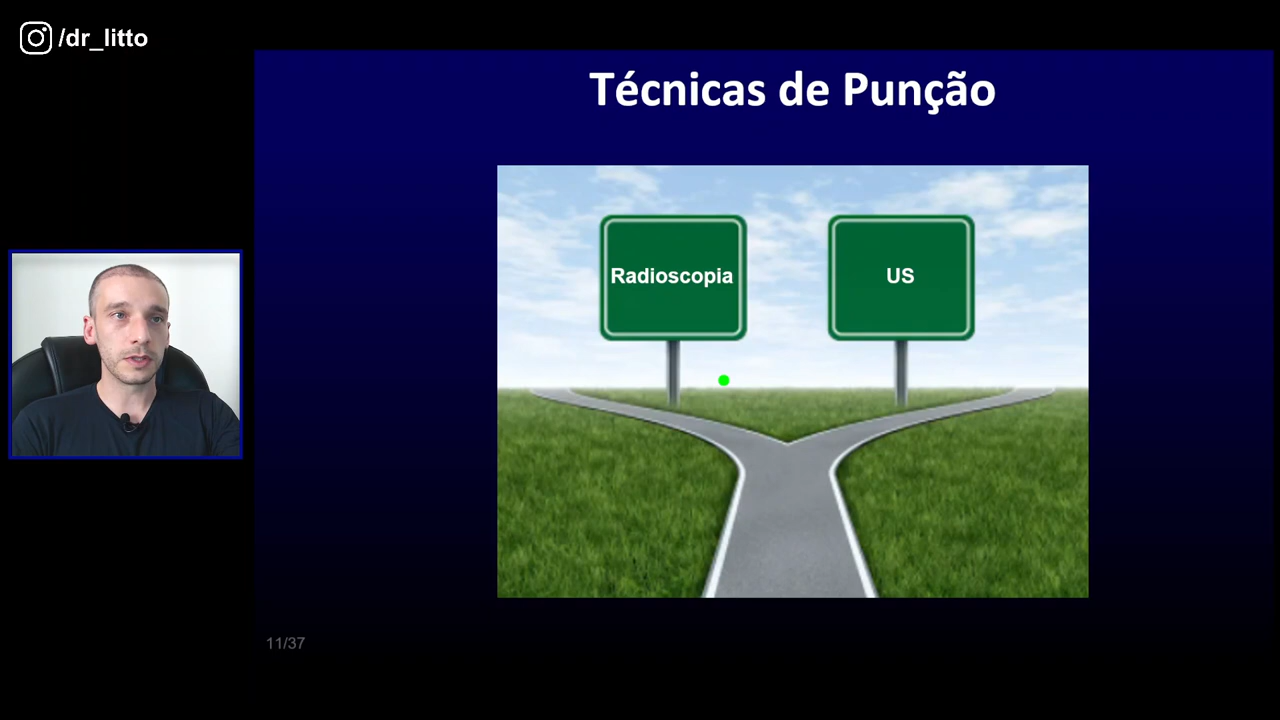 /dr_litto
Técnicas de Punção
Radioscopia
US
11/37